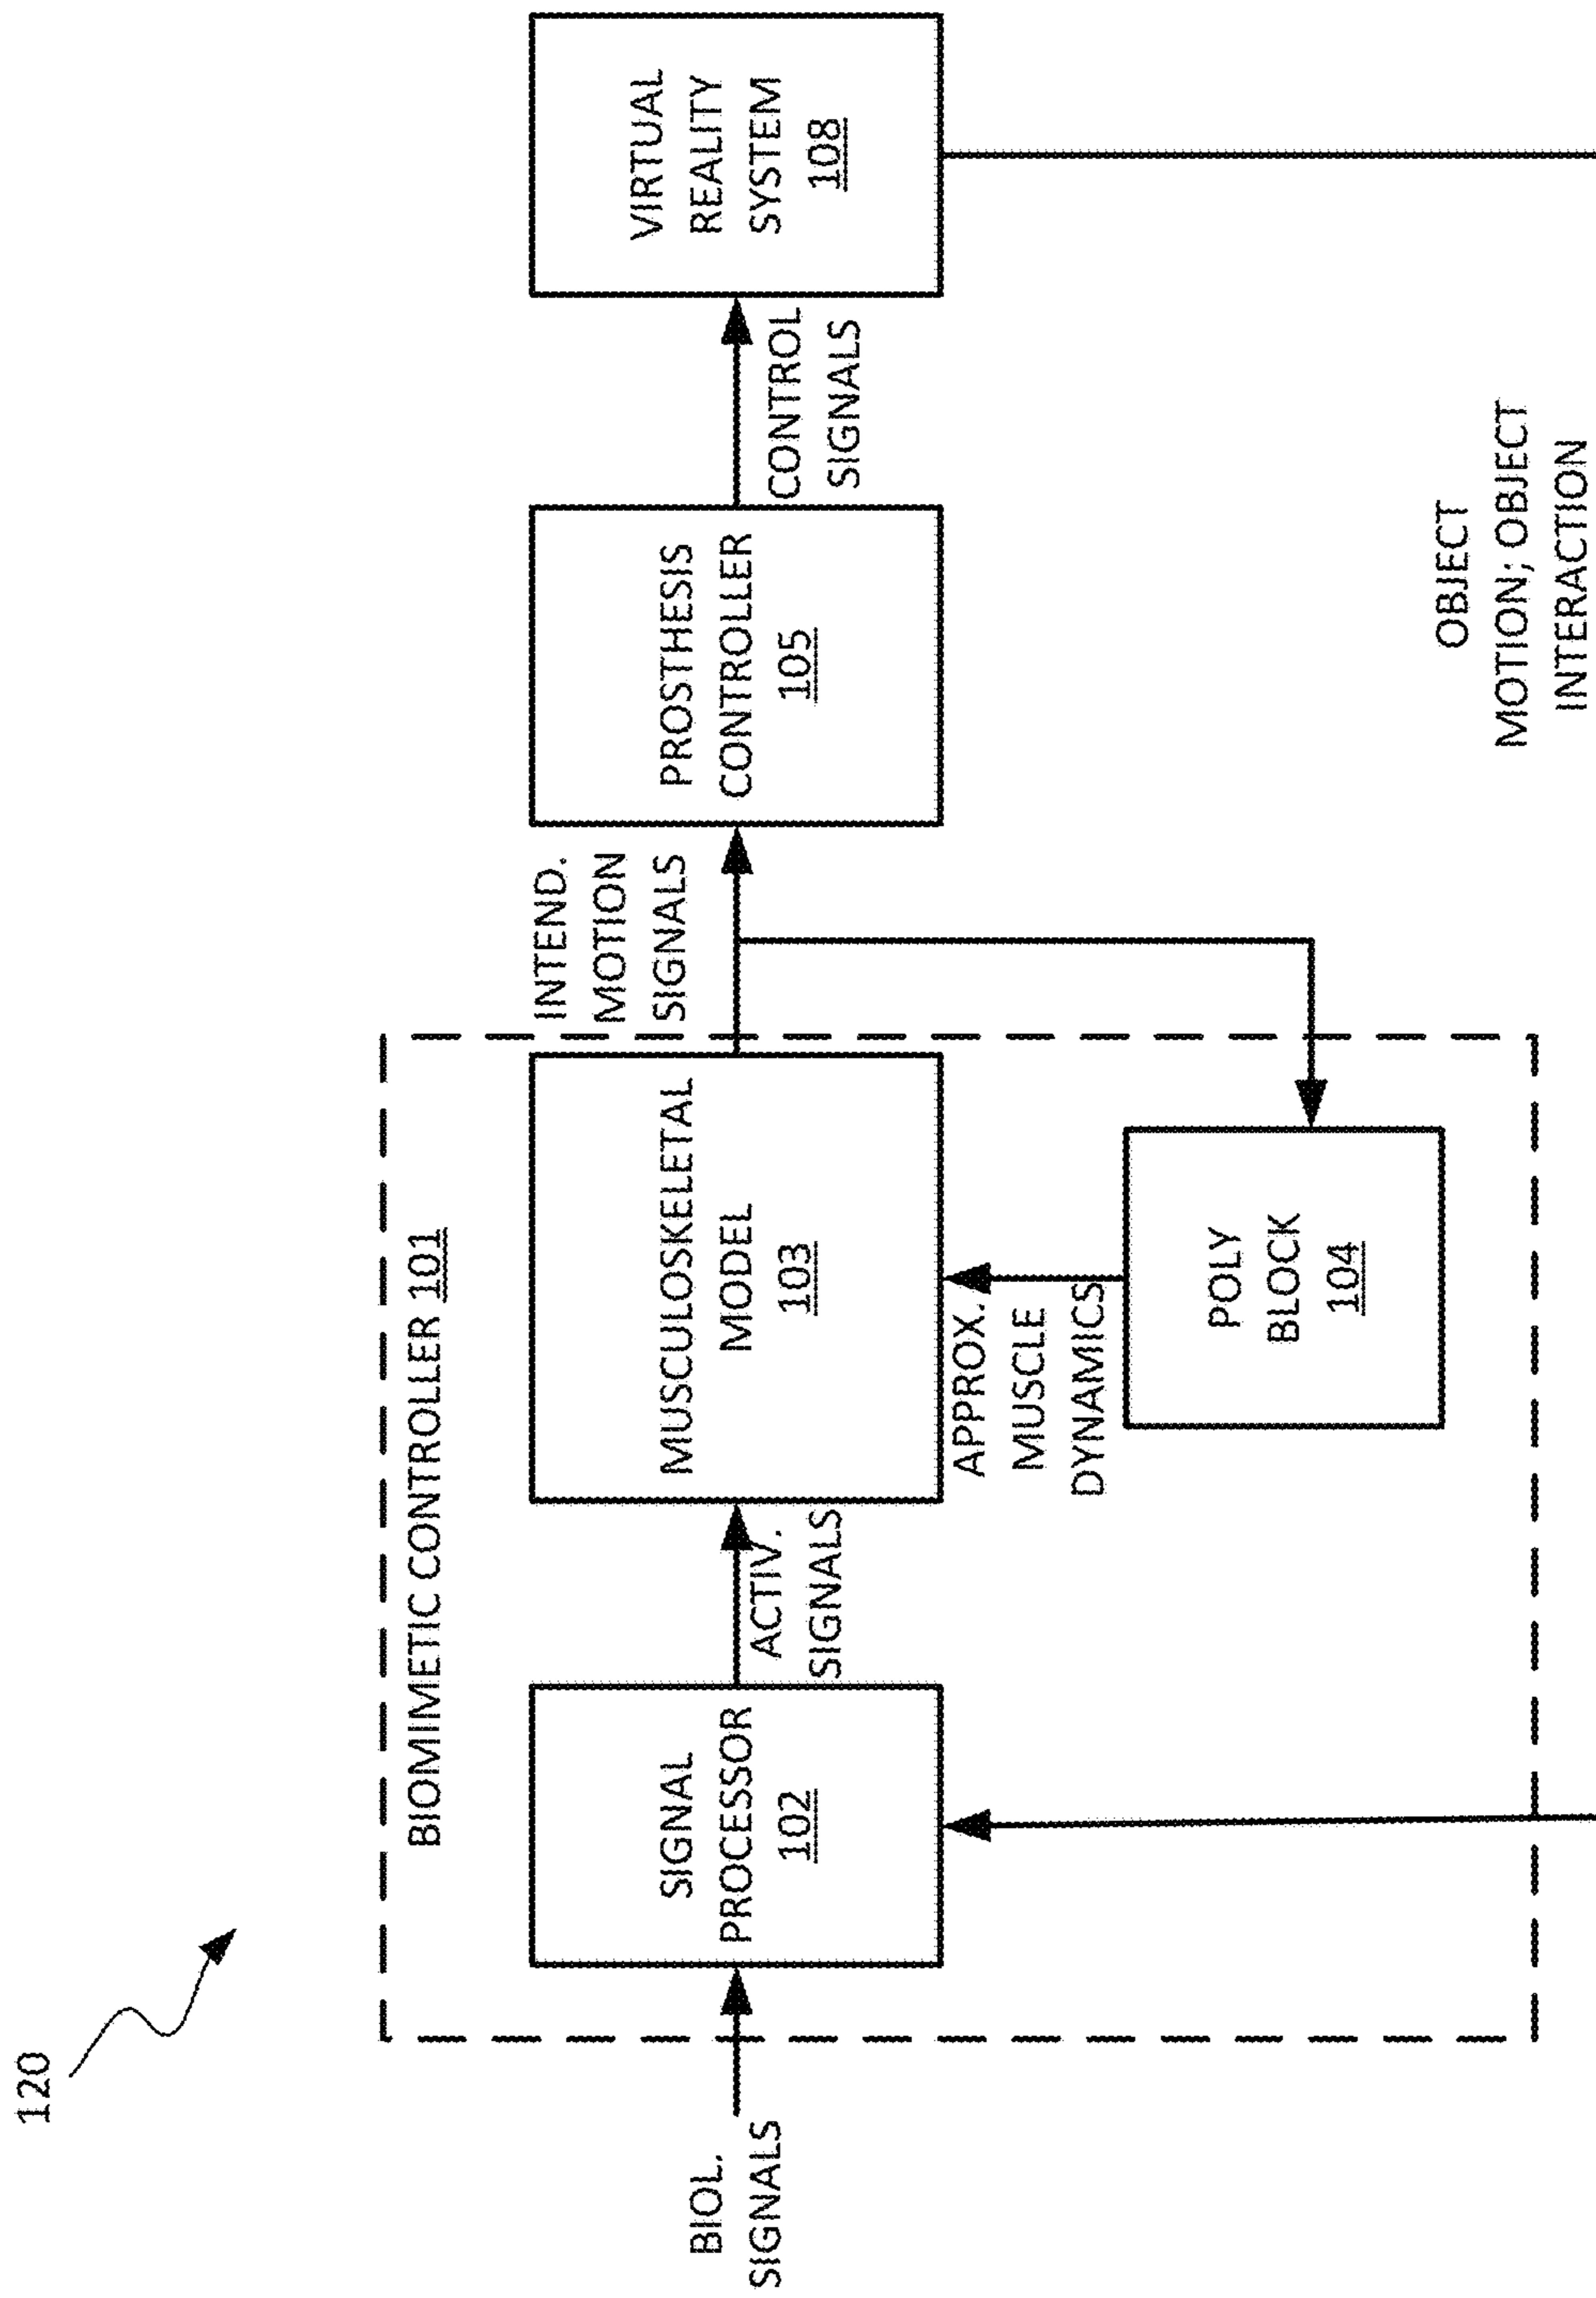 120
BIOMIMETIC CONTROLLER 101
BIOL.
SIGNALS
SIGNAL
PROCESSOR
102
ACTIV.
SIGNALS
MUSCULOSKELETAL
MODEL
103
APPROX.
MUSCLE
DYNAMICS
POLY
BLOCK
104
INTEND.
MOTION
SIGNALS
PROSTHESIS
CONTROLLER
105
CONTROL
SIGNALS
VIRTUAL
REALITY
SYSTEM
108
OBJECT
MOTION; OBJECT
INTERACTION